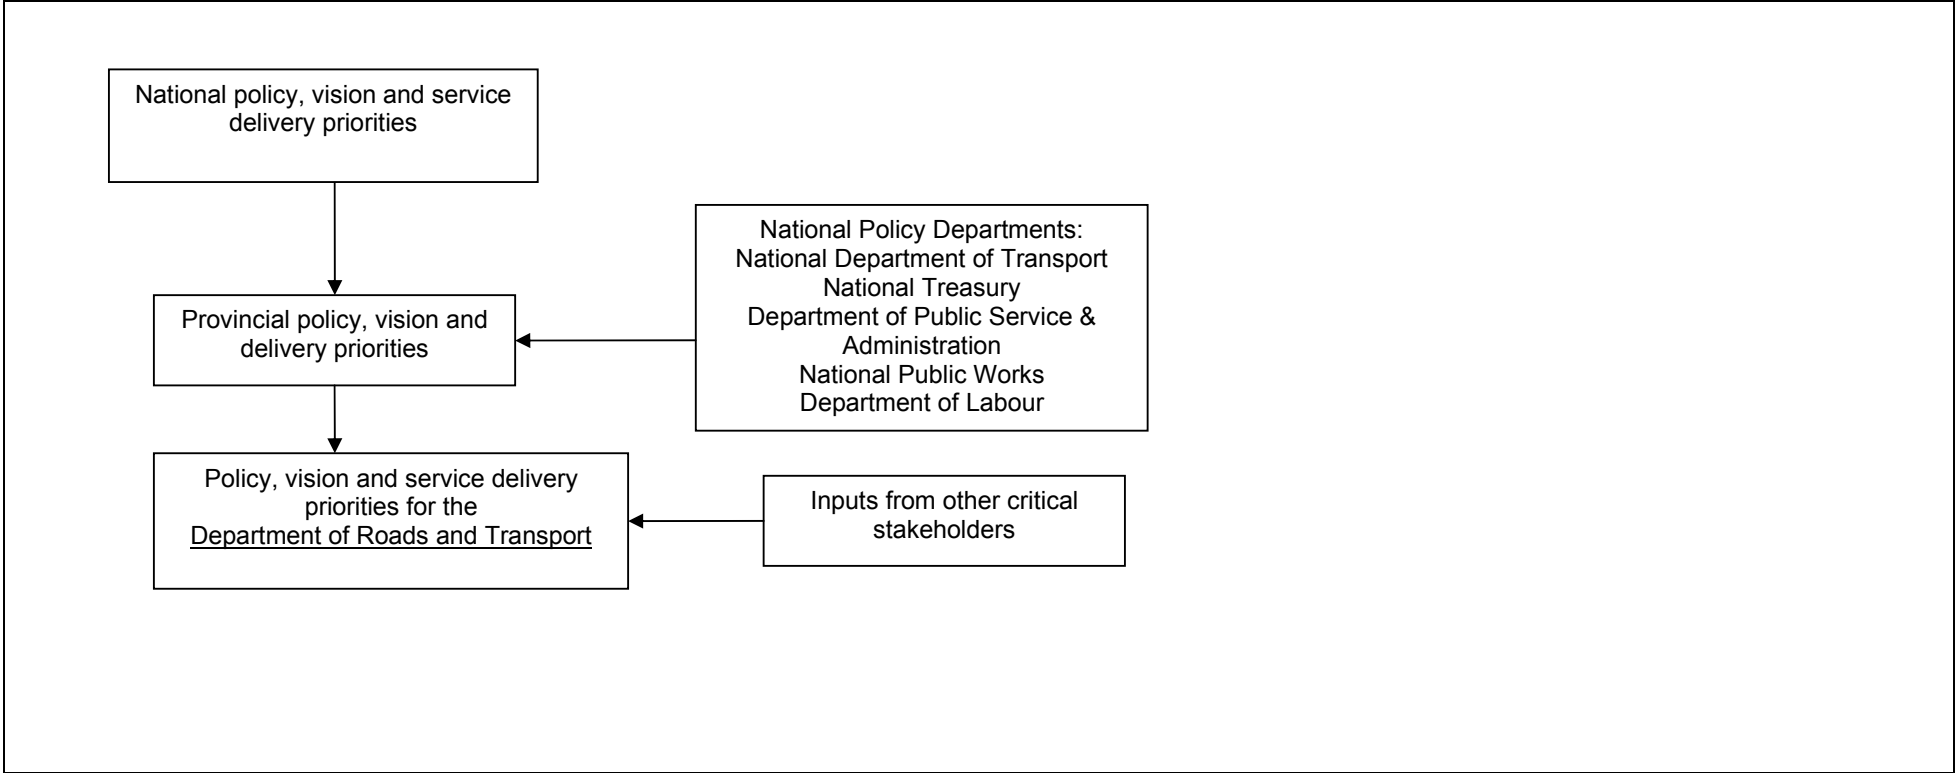 National policy, vision and service
delivery priorities
National Policy Departments:
National Department of Transport
National Treasury
Department of Public Service &
Administration
National Public Works
Department of Labour
Provincial policy, vision and
delivery priorities
Policy, vision and service delivery
priorities for the
Department of Roads and Transport
Inputs from other critical
stakeholders